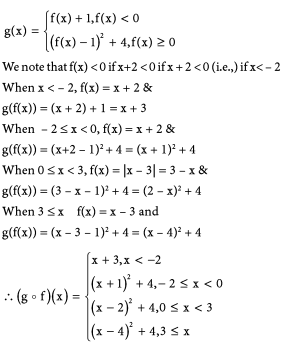 g(x) = { f(x) + 1, f(x) < 0
(f(x) − 1)² + 4, f(x) ≥ 0
We note that f(x) < 0 if x+2 < 0 if x + 2 < 0 (i.e.,) if x< − 2
When x < − 2, f(x) = x + 2 &
g(f(x)) = (x + 2) + 1 = x + 3
When − 2 ≤ x < 0, f(x) = x + 2 &
g(f(x)) = (x+2 − 1)² + 4 = (x + 1)² + 4
When 0 ≤ x < 3, f(x) = |x − 3| = 3 − x &
g(f(x)) = (3 − x − 1)² + 4 = (2 − x)² + 4
When 3 ≤ x f(x) = x − 3 and
g(f(x)) = (x − 3 − 1)² + 4 = (x − 4)² + 4
x + 3, x < −2
(x + 1)² + 4, − 2 ≤ x < 0
∴ (g ∘ f)(x) = {
(x − 2)² + 4, 0 ≤ x < 3
(x − 4)² + 4, 3 ≤ x